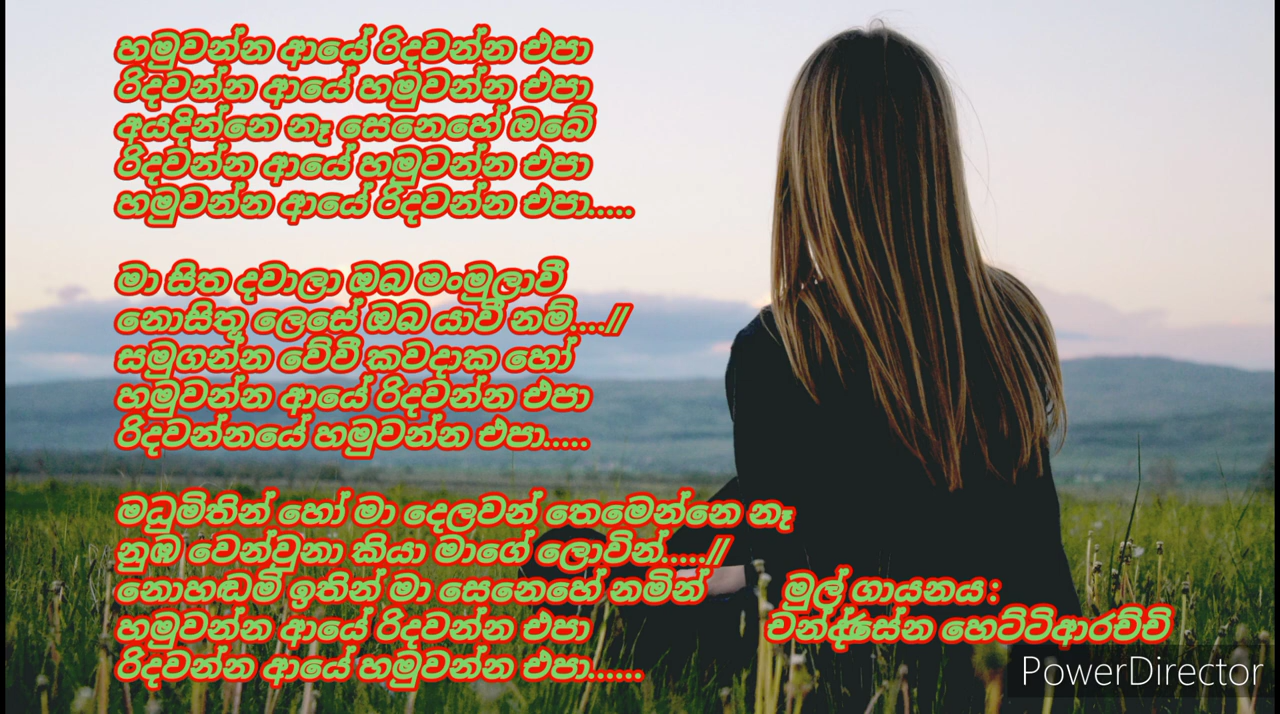 හමුවන්න ආයේ රිදවන්න එපා
රිදවන්න ආයේ හමුවන්න එපා
අයදින්නෙ නෑ සෙනෙහේ ඔබේ
රිදවන්න ආයේ හමුවන්න එපා
හමුවන්න ආයේ රිදවන්න එපා.....
මා සිත දවාලා ඔබ මංමුලාවී
නොසිතූ ලෙසේ ඔබ යාවී නම්....//
සමුගන්න වේවී කවදාක හෝ
හමුවන්න ආයේ රිදවන්න එපා
රිදවන්නයේ හමුවන්න එපා.....
මධුමිතින් හෝ මා දෙලවන් තෙමෙන්නෙ නෑ
නුඹ වෙන්වුනා කියා මාගේ ලොවින්.....//
නොහඬමි ඉතින් මා සෙනෙහේ නමින්
හමුවන්න ආයේ රිදවන්න එපා
රිදවන්න ආයේ හමුවන්න එපා......
මුල් ගායනය :
චන්ද්‍රසේන හෙට්ටිආරච්චි
PowerDirector